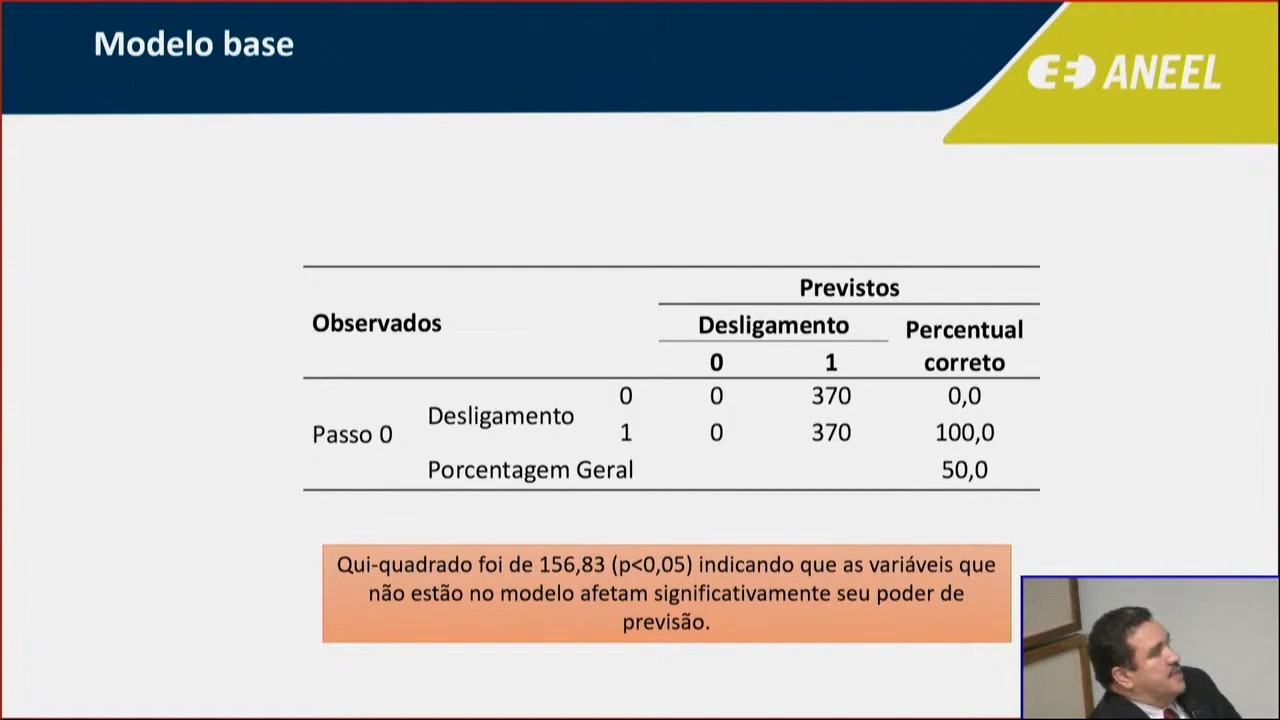 Modelo base
ANEEL
Previstos
Observados
Desligamento
Percentual
correto
0 1
0 0 370 0,0
Desligamento
Passo 0 1 0 370 100,0
Porcentagem Geral 50,0
Qui-quadrado foi de 156,83 (p<0,05) indicando que as variáveis que
não estão no modelo afetam significativamente seu poder de
previsão.